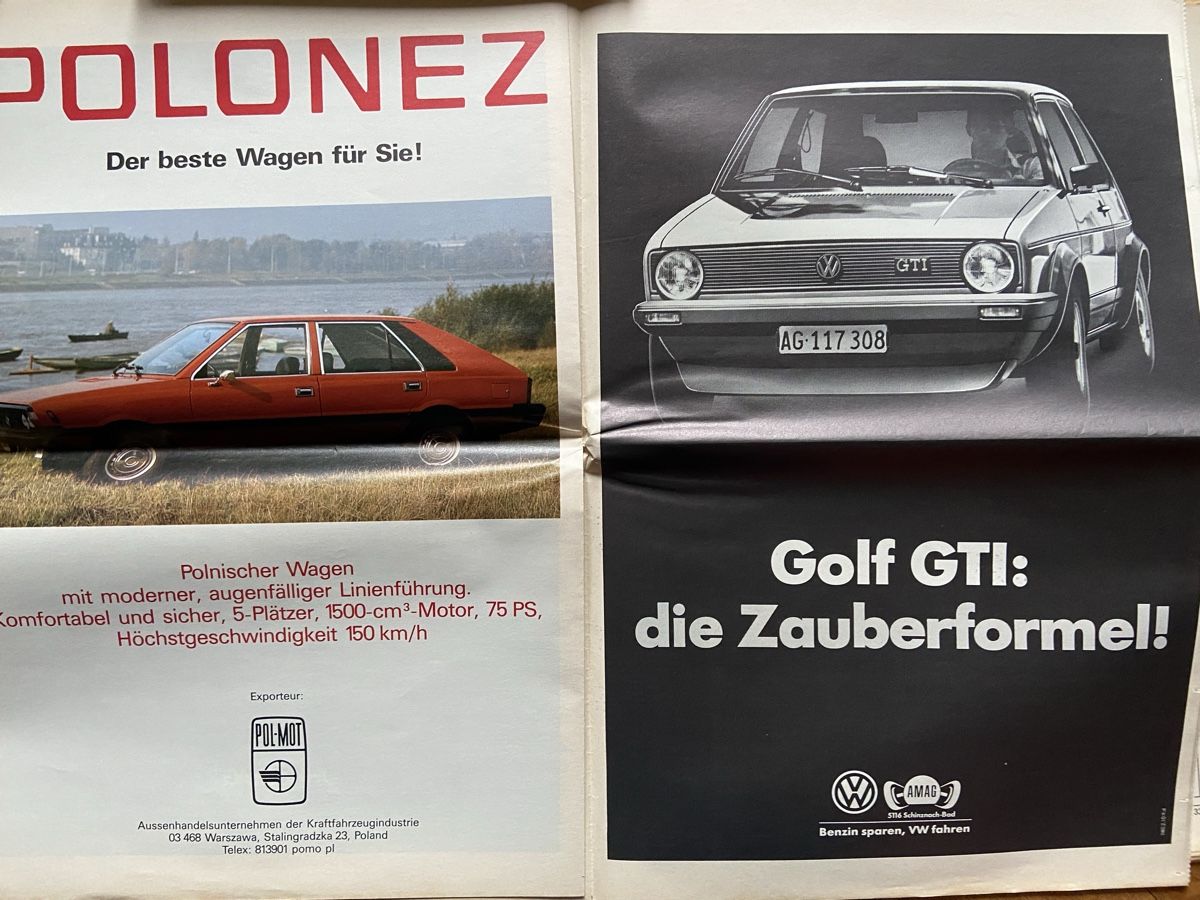 POLONEZ
Der beste Wagen für Sie!
Polnischer Wagen
mit moderner, augenfälliger Linienführung.
Komfortabel und sicher, 5-Plätzer, 1500-cm³-Motor, 75 PS,
Höchstgeschwindigkeit 150 km/h
Exporteur:
POL-MOT
Aussenhandelsunternehmen der Kraftfahrzeugindustrie
03 468 Warszawa, Stalingradzka 23, Poland
Telex: 813901 pomo pl
VW
GTI
AG·117 308
Golf GTI:
die Zauberformel!
VW
AMAG
5116 Schinznach-Bad
Benzin sparen, VW fahren